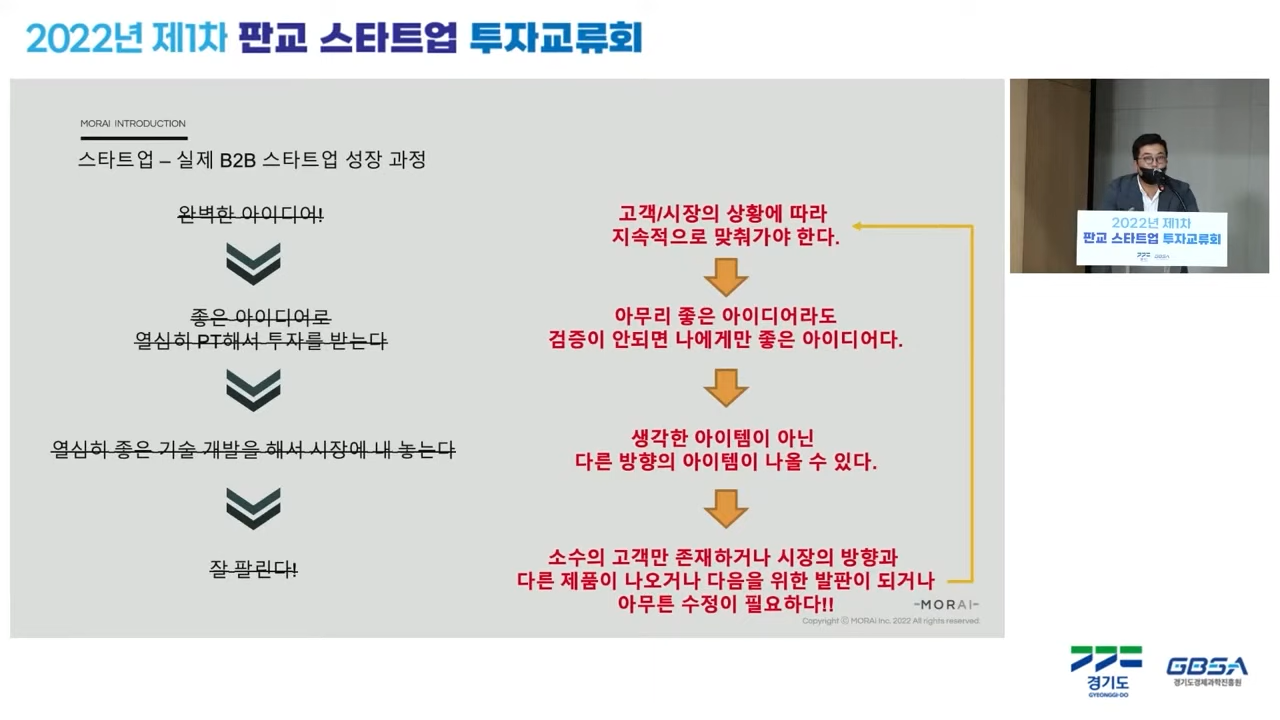 2022년 제1차 판교 스타트업 투자교류회
MORAI INTRODUCTION
스타트업 – 실제 B2B 스타트업 성장 과정
완벽한 아이디어!
좋은 아이디어로
열심히 PT해서 투자를 받는다
열심히 좋은 기술 개발을 해서 시장에 내 놓는다
잘 팔린다!
고객/시장의 상황에 따라
지속적으로 맞춰가야 한다.
아무리 좋은 아이디어라도
검증이 안되면 나에게만 좋은 아이디어다.
생각한 아이템이 아닌
다른 방향의 아이템이 나올 수 있다.
소수의 고객만 존재하거나 시장의 방향과
다른 제품이 나오거나 다음을 위한 발판이 되거나
아무튼 수정이 필요하다!!
-MORAI-
Copyright ⓒ MORAI Inc. 2022 All rights reserved.
2022년 제1차
판교 스타트업 투자교류회
경기 GBSA
경기도
GYEONGGI-DO
GBSA
경기도경제과학진흥원